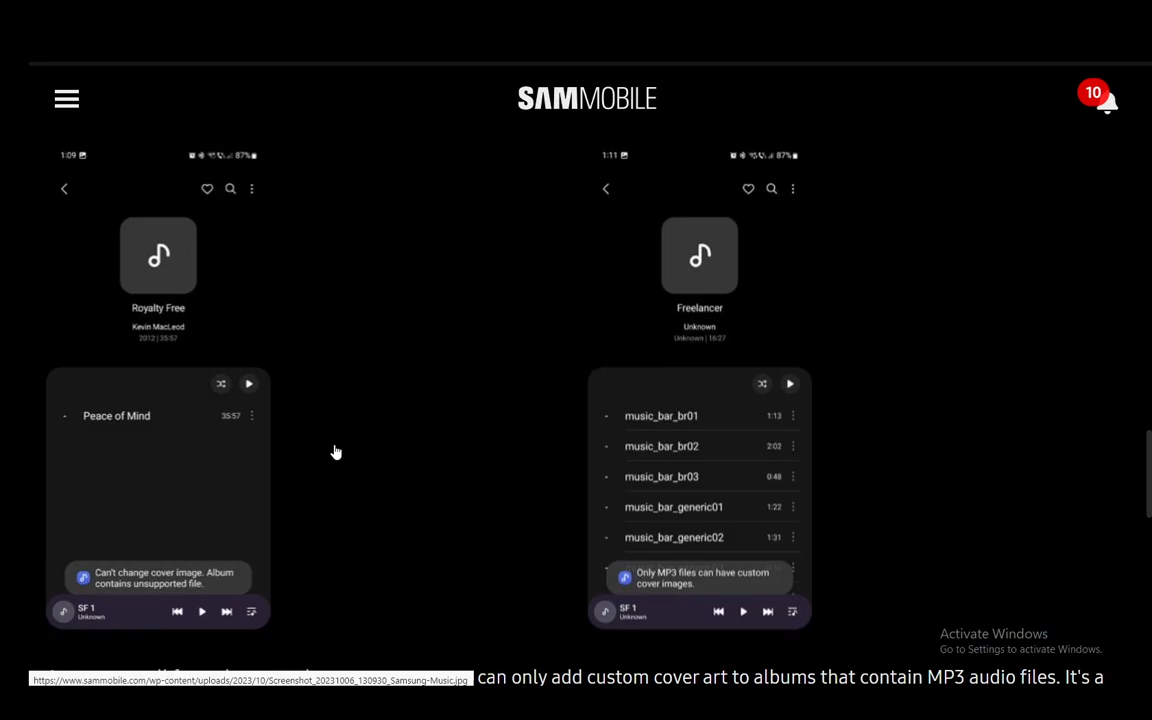 SAMMOBILE
10
1:09
87%
1:11
87%
Royalty Free
Kevin MacLeod
2012 | 35:57
Freelancer
Unknown
Unknown | 16:27
Peace of Mind 35:57
music_bar_br01 1:13
music_bar_br02 2:02
music_bar_br03 0:48
music_bar_generic01 1:22
music_bar_generic02 1:31
Can't change cover image. Album
contains unsupported file.
Only MP3 files can have custom
cover images.
SF 1
Unknown
SF 1
Unknown
Activate Windows
Go to Settings to activate Windows.
https://www.sammobile.com/wp-content/uploads/2023/10/Screenshot_20231006_130930_Samsung-Music.jpg
can only add custom cover art to albums that contain MP3 audio files. It's a